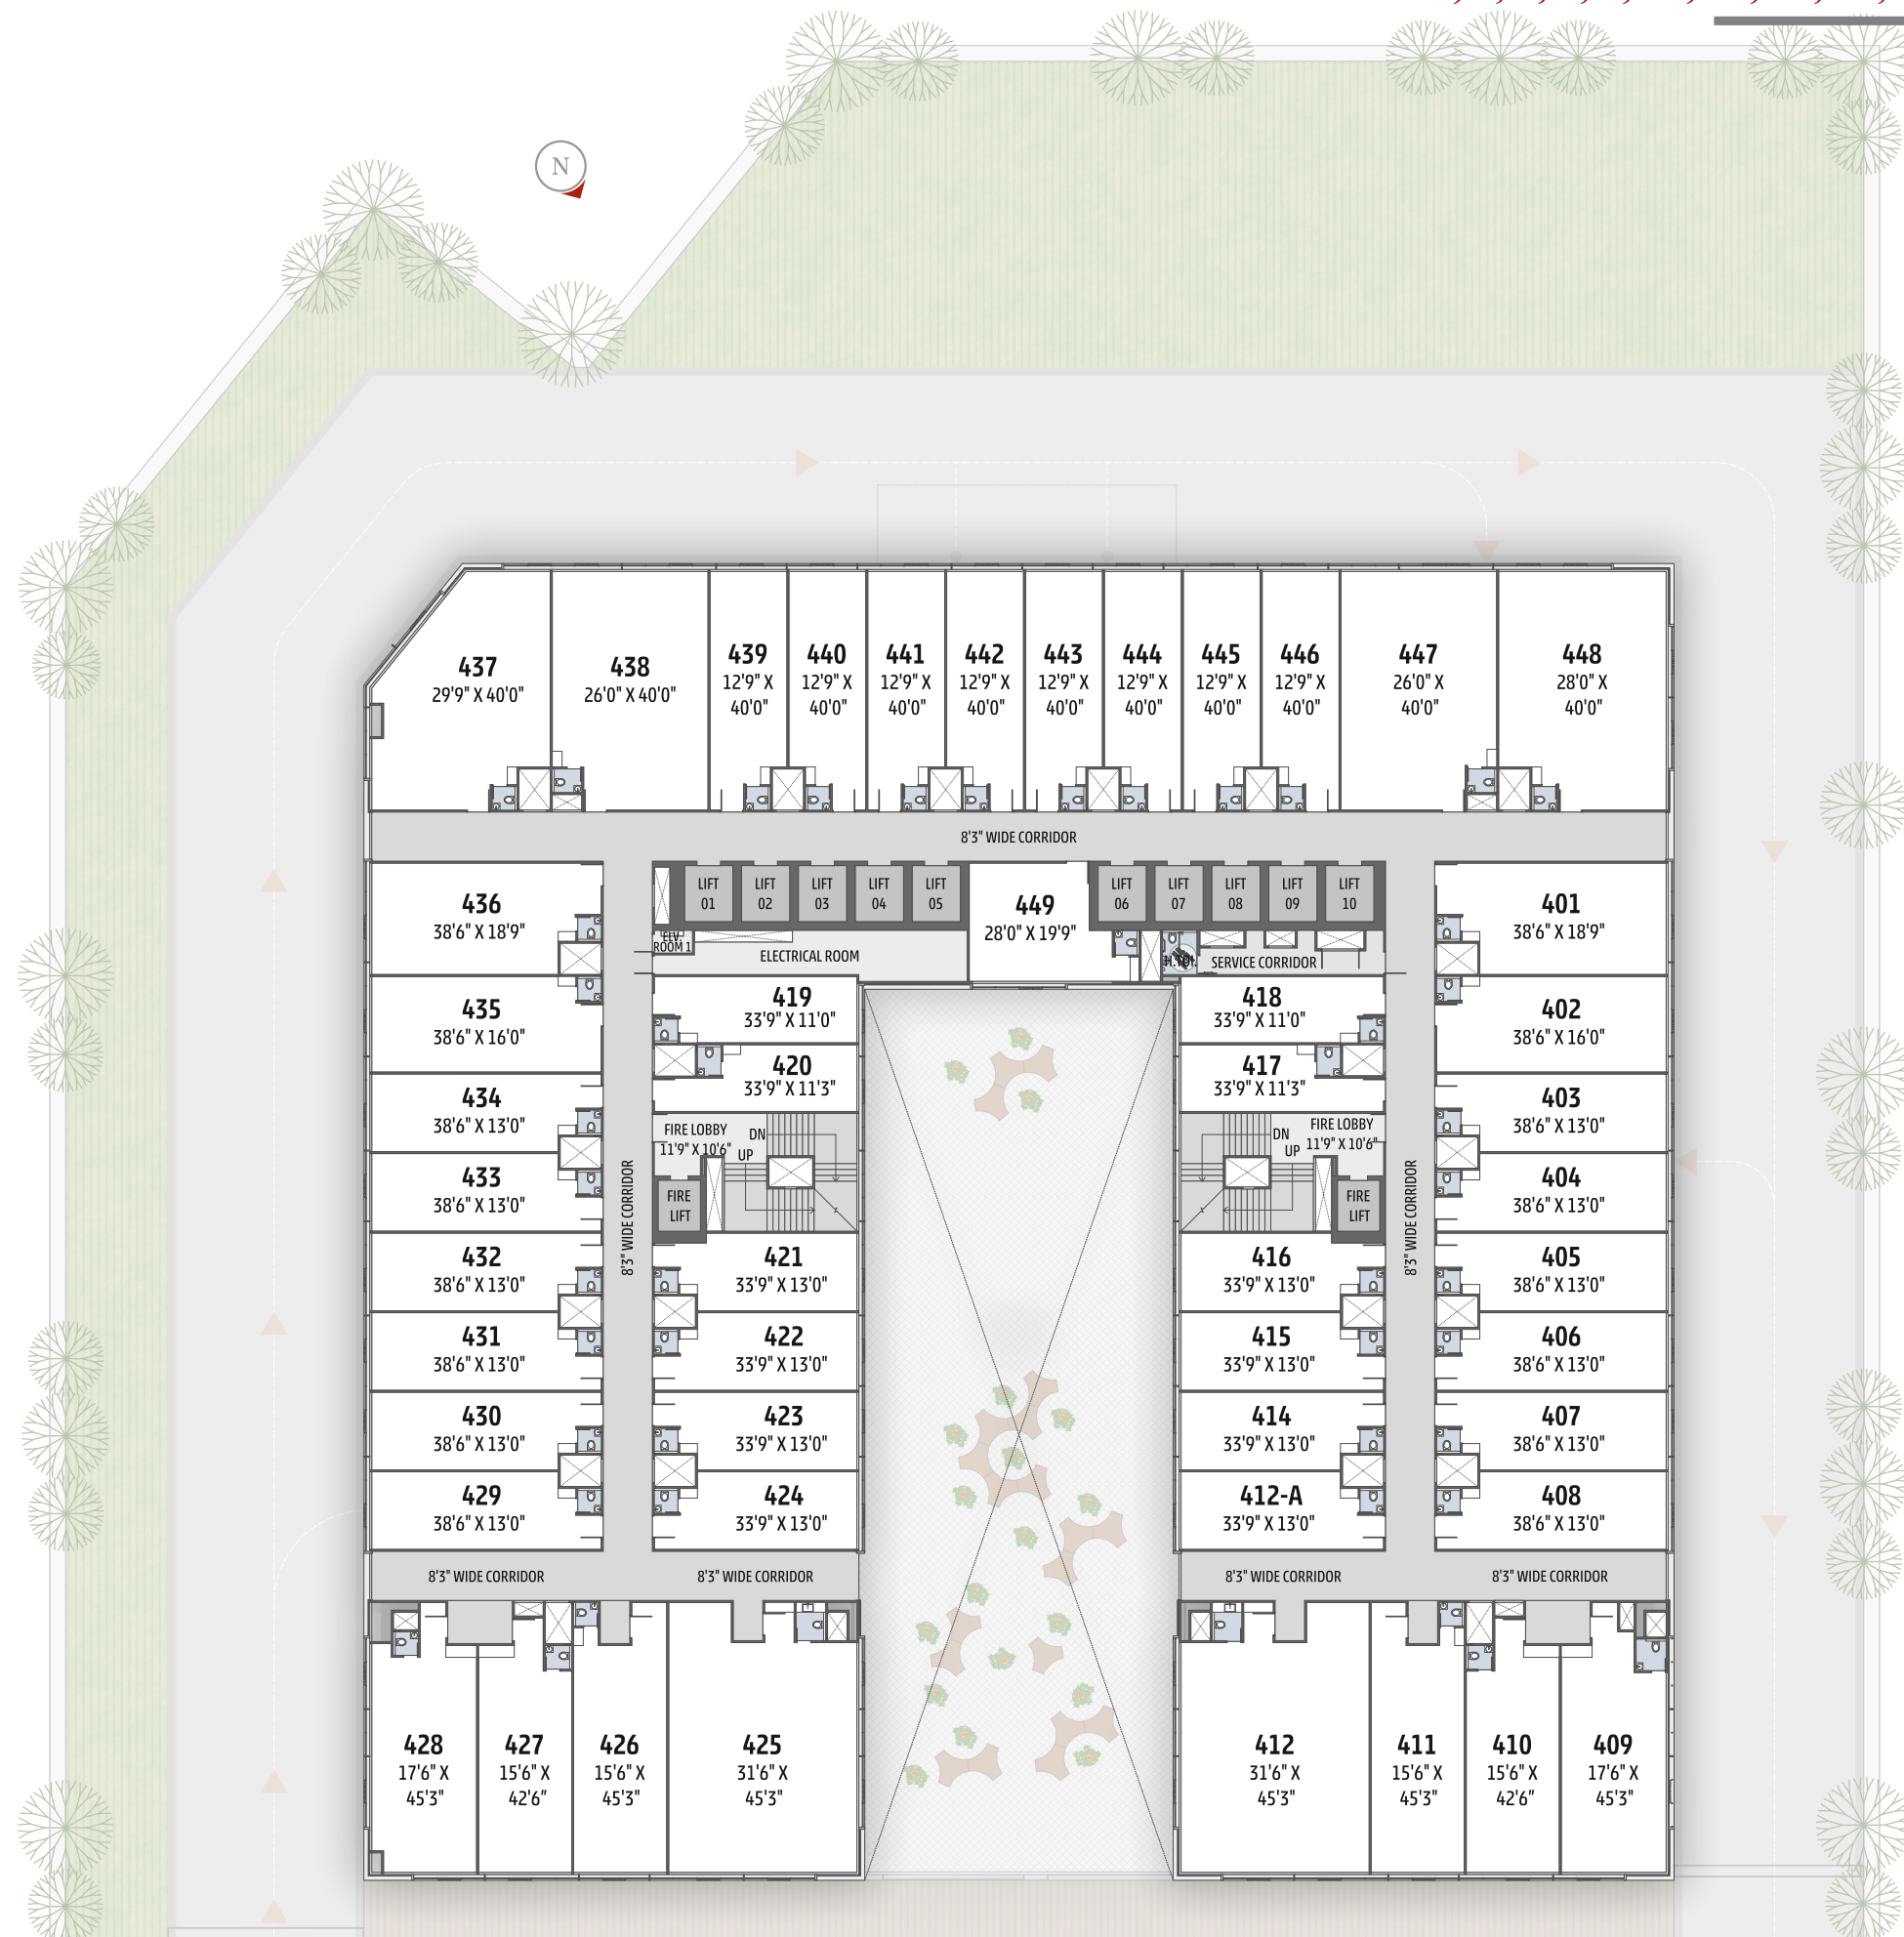 N
437
29'9" X 40'0"
438
26'0" X 40'0"
439
12'9" X
40'0"
440
12'9" X
40'0"
441
12'9" X
40'0"
442
12'9" X
40'0"
443
12'9" X
40'0"
444
12'9" X
40'0"
445
12'9" X
40'0"
446
12'9" X
40'0"
447
26'0" X
40'0"
448
28'0" X
40'0"
8'3" WIDE CORRIDOR
436
38'6" X 18'9"
LIFT
01
LIFT
02
LIFT
03
LIFT
04
LIFT
05
449
28'0" X 19'9"
LIFT
06
LIFT
07
LIFT
08
LIFT
09
LIFT
10
401
38'6" X 18'9"
ELV.
ROOM 1
ELECTRICAL ROOM
H.TOI.
SERVICE CORRIDOR
435
38'6" X 16'0"
419
33'9" X 11'0"
418
33'9" X 11'0"
402
38'6" X 16'0"
420
33'9" X 11'3"
417
33'9" X 11'3"
434
38'6" X 13'0"
403
38'6" X 13'0"
FIRE LOBBY
11'9" X 10'6"
DN
UP
DN
UP
FIRE LOBBY
11'9" X 10'6"
433
38'6" X 13'0"
8'3" WIDE CORRIDOR
FIRE
LIFT
FIRE
LIFT
8'3" WIDE CORRIDOR
404
38'6" X 13'0"
432
38'6" X 13'0"
421
33'9" X 13'0"
416
33'9" X 13'0"
405
38'6" X 13'0"
431
38'6" X 13'0"
422
33'9" X 13'0"
415
33'9" X 13'0"
406
38'6" X 13'0"
430
38'6" X 13'0"
423
33'9" X 13'0"
414
33'9" X 13'0"
407
38'6" X 13'0"
429
38'6" X 13'0"
424
33'9" X 13'0"
412-A
33'9" X 13'0"
408
38'6" X 13'0"
8'3" WIDE CORRIDOR
8'3" WIDE CORRIDOR
8'3" WIDE CORRIDOR
8'3" WIDE CORRIDOR
428
17'6" X
45'3"
427
15'6" X
42'6"
426
15'6" X
45'3"
425
31'6" X
45'3"
412
31'6" X
45'3"
411
15'6" X
45'3"
410
15'6" X
42'6"
409
17'6" X
45'3"